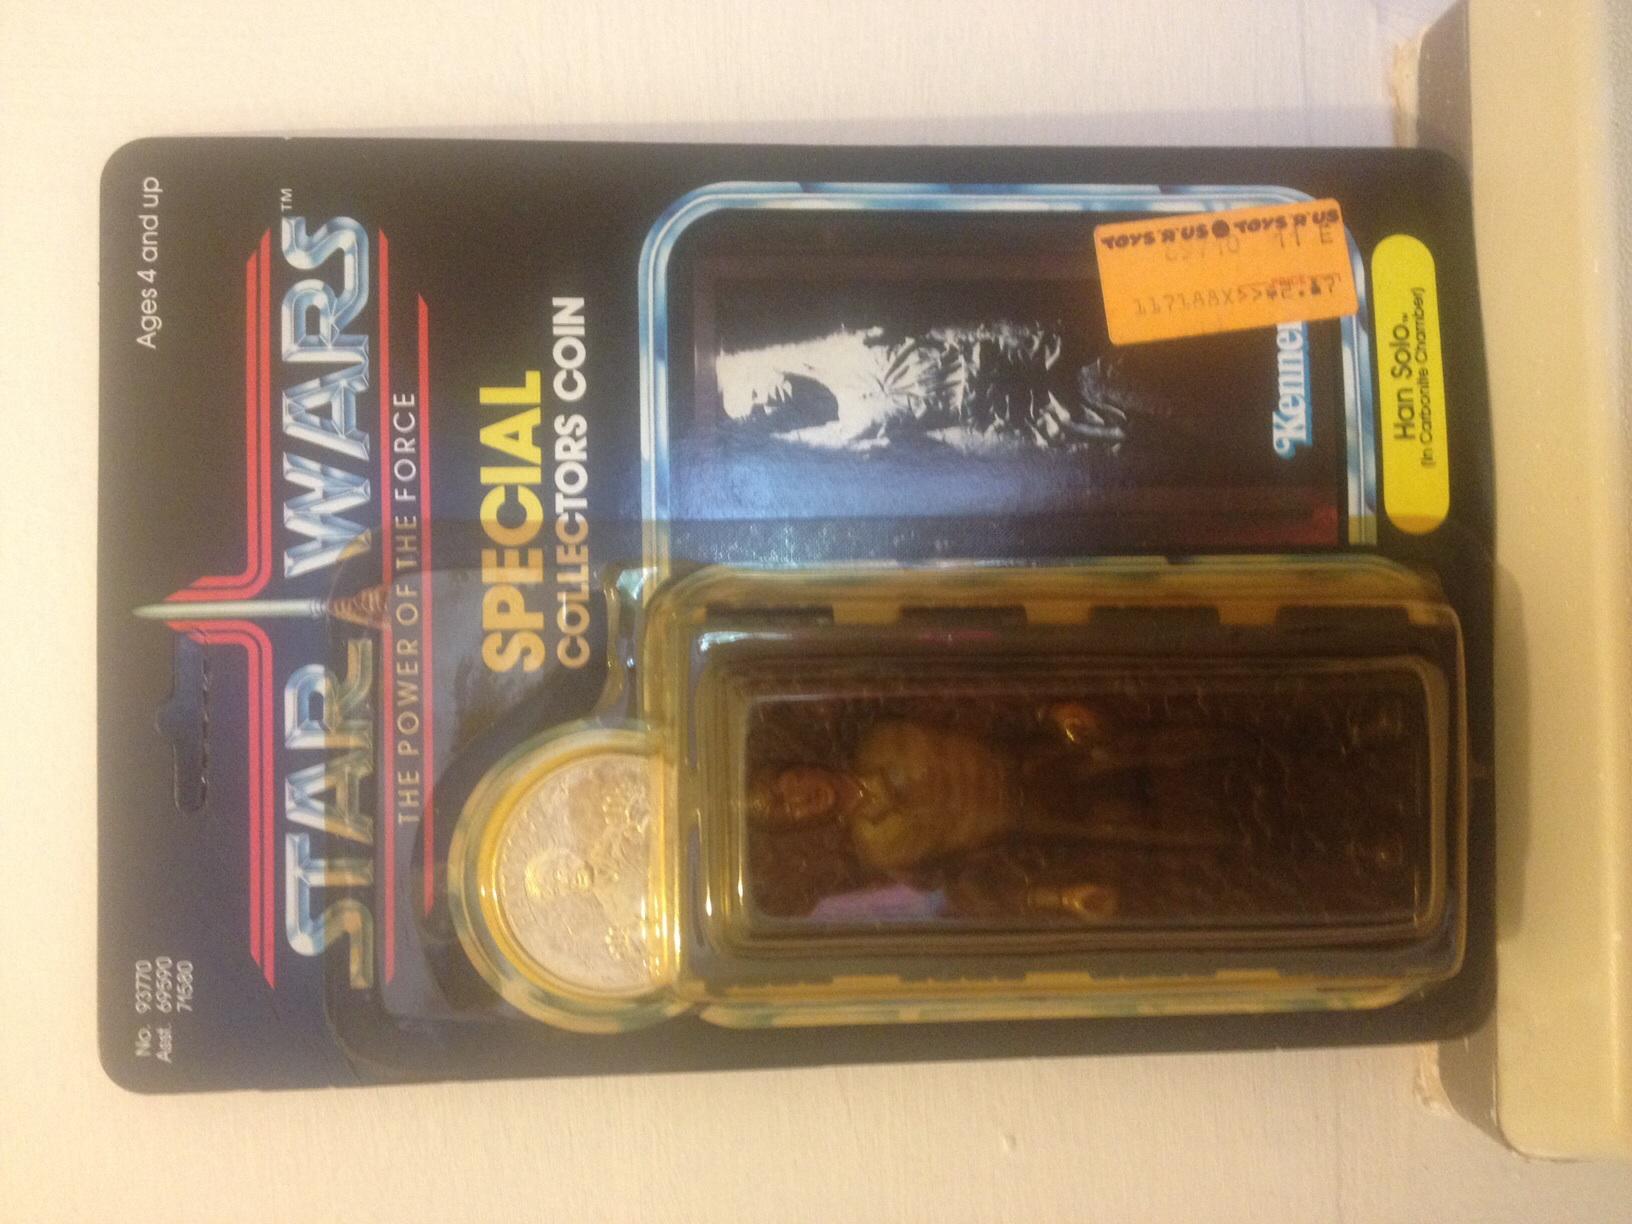 No. 93770
Asst. 69590
71580
Ages 4 and up
STAR WARS™
THE POWER OF THE FORCE
SPECIAL
COLLECTORS COIN
TOYS "R" US TOYS "R" US
Kenner
Han Solo™
(in Carbonite Chamber)